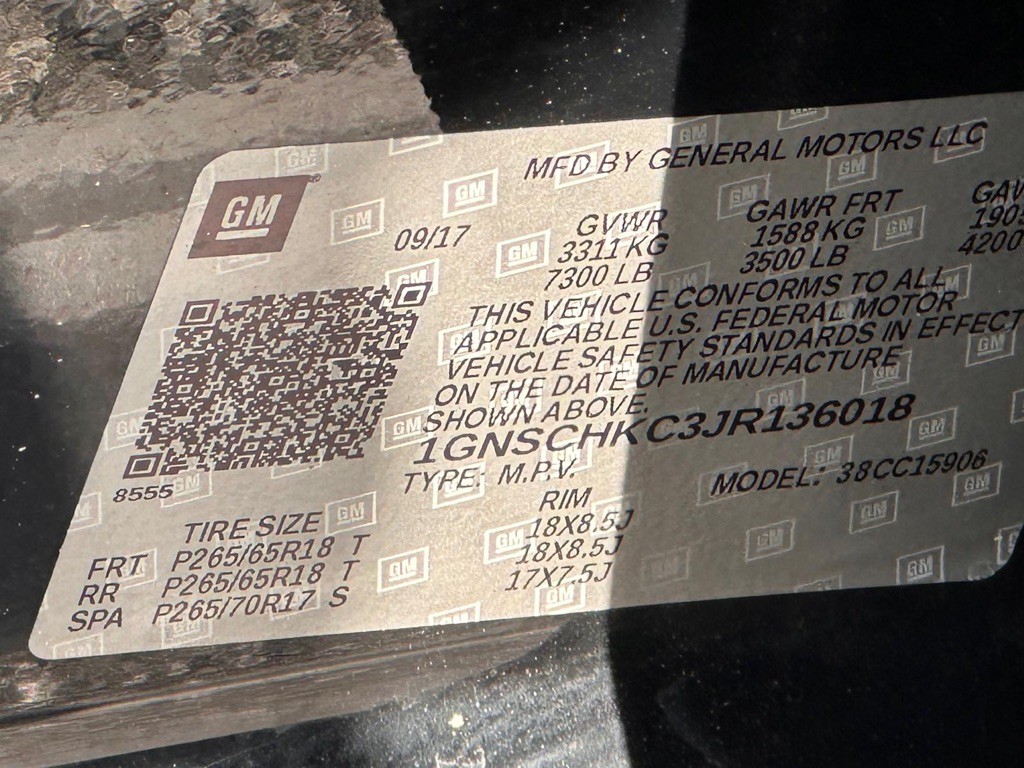 GM
MFD BY GENERAL MOTORS LLC
09/17
GVWR GAWR FRT
3311 KG 1588 KG
7300 LB 3500 LB 4200
THIS VEHICLE CONFORMS TO ALL
APPLICABLE U.S. FEDERAL MOTOR
VEHICLE SAFETY STANDARDS IN EFFECT
ON THE DATE OF MANUFACTURE
SHOWN ABOVE.
1GNSCHKC3JR136018
TYPE: M.P.V. MODEL: 38CC15906
8555
TIRE SIZE RIM
FRT P265/65R18 T 18X8.5J
RR P265/65R18 T 18X8.5J
SPA P265/70R17 S 17X7.5J